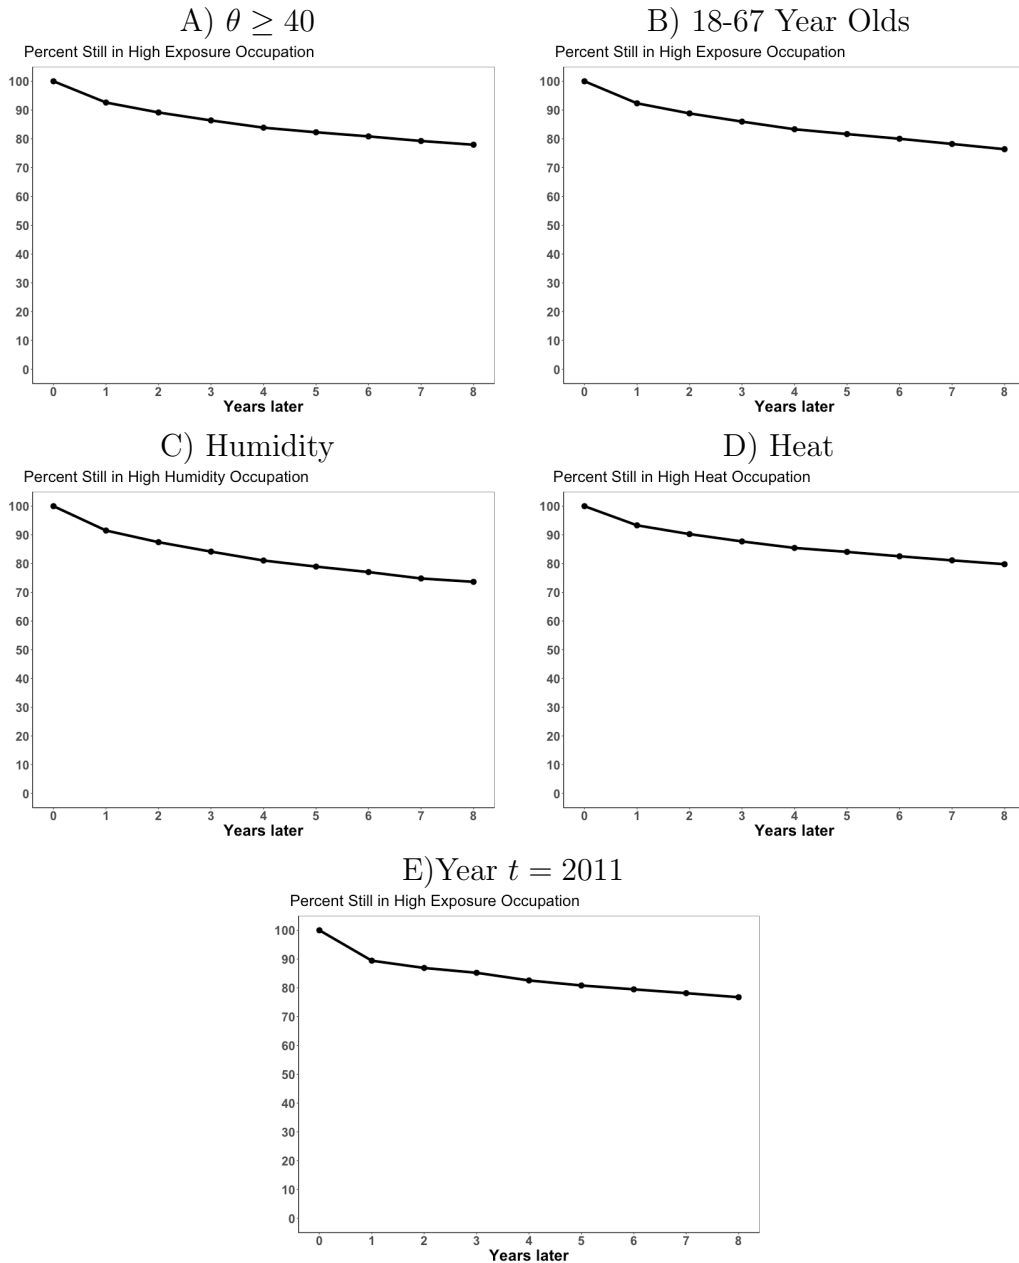 A) θ ≥ 40
Percent Still in High Exposure Occupation
100
90
80
70
60
50
40
30
20
10
0
0 1 2 3 4 5 6 7 8
Years later
B) 18-67 Year Olds
Percent Still in High Exposure Occupation
100
90
80
70
60
50
40
30
20
10
0
0 1 2 3 4 5 6 7 8
Years later
C) Humidity
Percent Still in High Humidity Occupation
100
90
80
70
60
50
40
30
20
10
0
0 1 2 3 4 5 6 7 8
Years later
D) Heat
Percent Still in High Heat Occupation
100
90
80
70
60
50
40
30
20
10
0
0 1 2 3 4 5 6 7 8
Years later
E)Year t = 2011
Percent Still in High Exposure Occupation
100
90
80
70
60
50
40
30
20
10
0
0 1 2 3 4 5 6 7 8
Years later